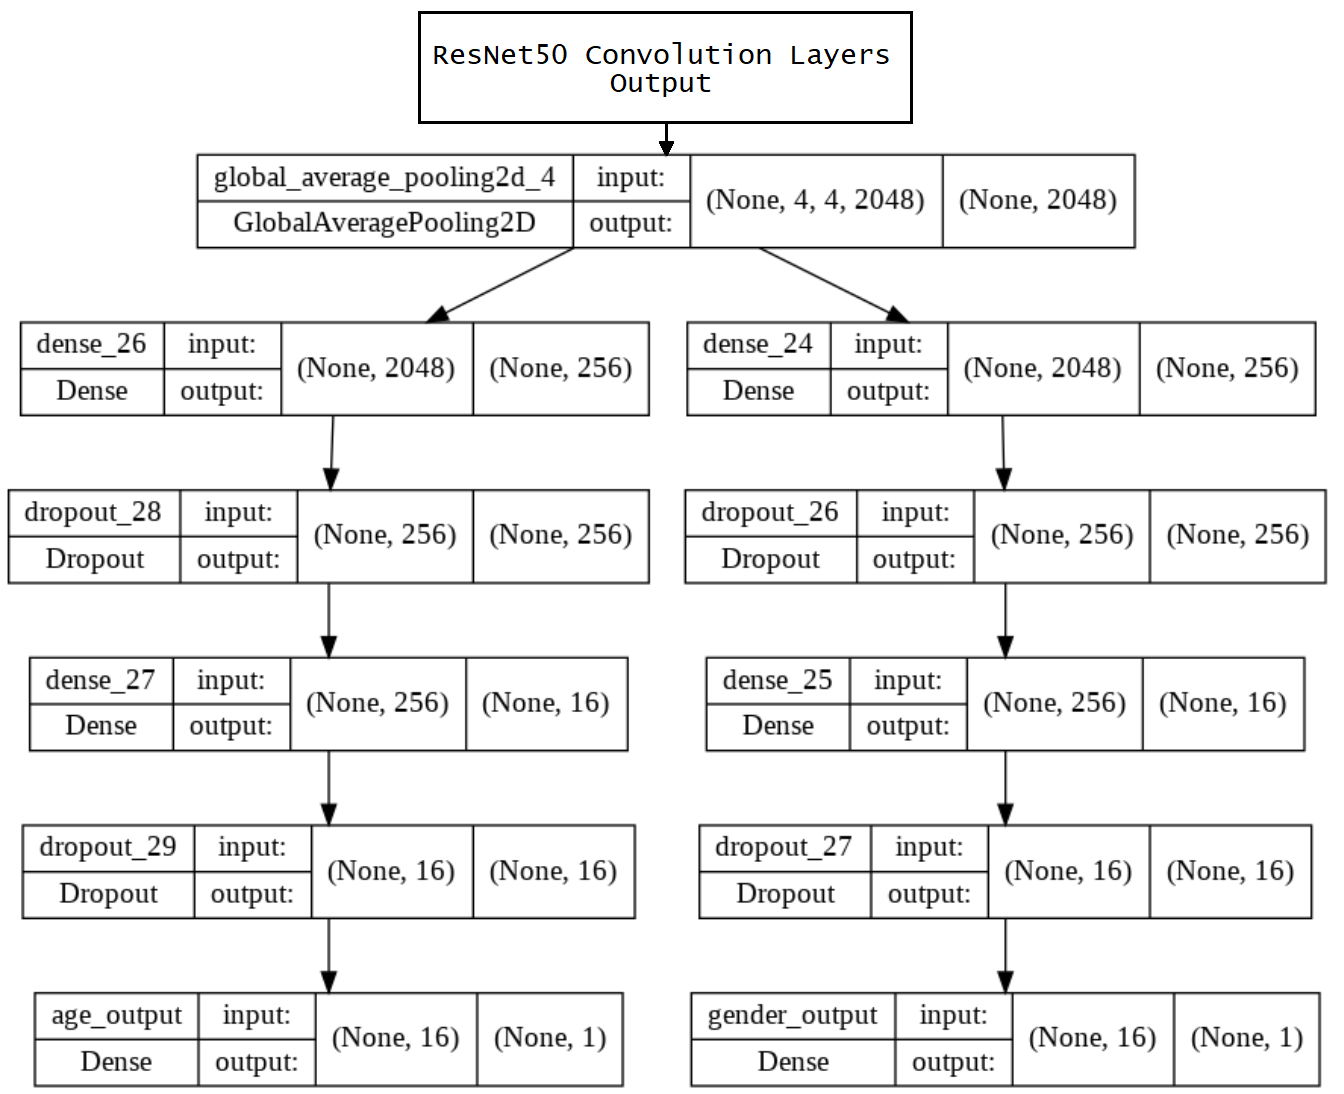 ResNet50 Convolution Layers
Output
global_average_pooling2d_4 input: (None, 4, 4, 2048) (None, 2048)
GlobalAveragePooling2D output:
dense_26 input: (None, 2048) (None, 256)
Dense output:
dense_24 input: (None, 2048) (None, 256)
Dense output:
dropout_28 input: (None, 256) (None, 256)
Dropout output:
dropout_26 input: (None, 256) (None, 256)
Dropout output:
dense_27 input: (None, 256) (None, 16)
Dense output:
dense_25 input: (None, 256) (None, 16)
Dense output:
dropout_29 input: (None, 16) (None, 16)
Dropout output:
dropout_27 input: (None, 16) (None, 16)
Dropout output:
age_output input: (None, 16) (None, 1)
Dense output:
gender_output input: (None, 16) (None, 1)
Dense output: